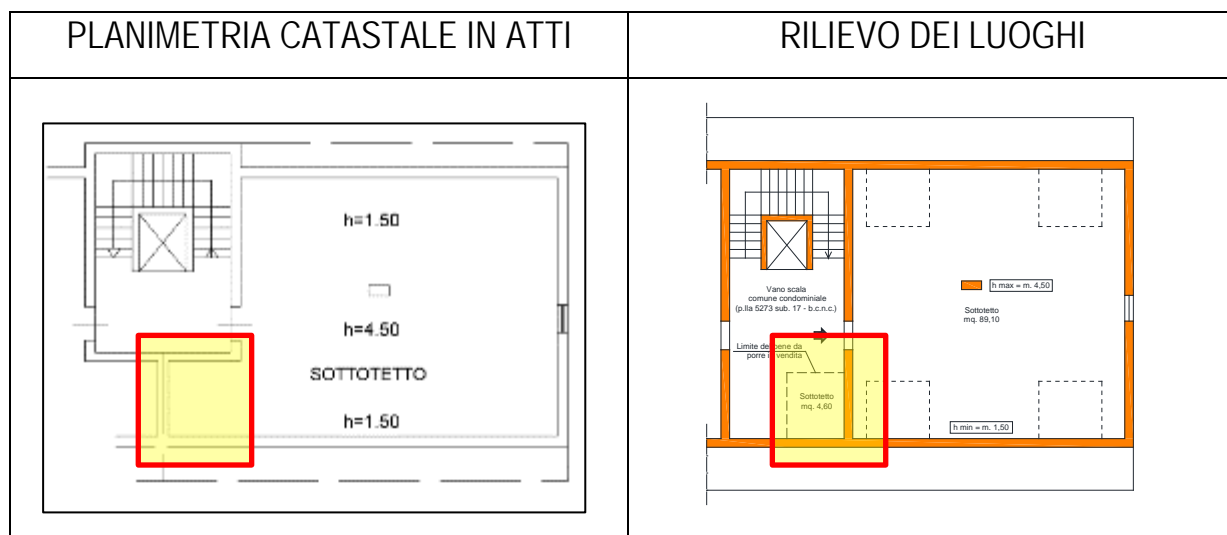 PLANIMETRIA CATASTALE IN ATTI
RILIEVO DEI LUOGHI
h=1.50
h=4.50
SOTTOTETTO
h=1.50
h max = m. 4,50
Vano scala
comune condominiale
(p.lla 5273 sub. 17 - b.c.n.c.)
Sottotetto
mq. 89,10
Limite del bene da
porre in vendita
Sottotetto
mq. 4,60
h min = m. 1,50